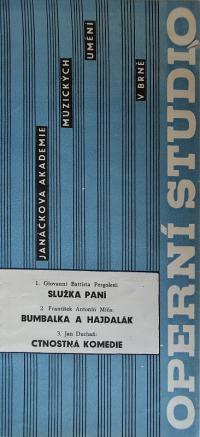 JANÁČKOVA AKADEMIE
MUZICKÝCH
UMĚNÍ
V BRNĚ
OPERNÍ STUDIO
1. Giovanni Battista Pergolesi:
SLUŽKA PANÍ
2. František Antonín Míča:
BUMBALKA A HAJDALÁK
3. Jan Duchaň:
CTNOSTNÁ KOMEDIE